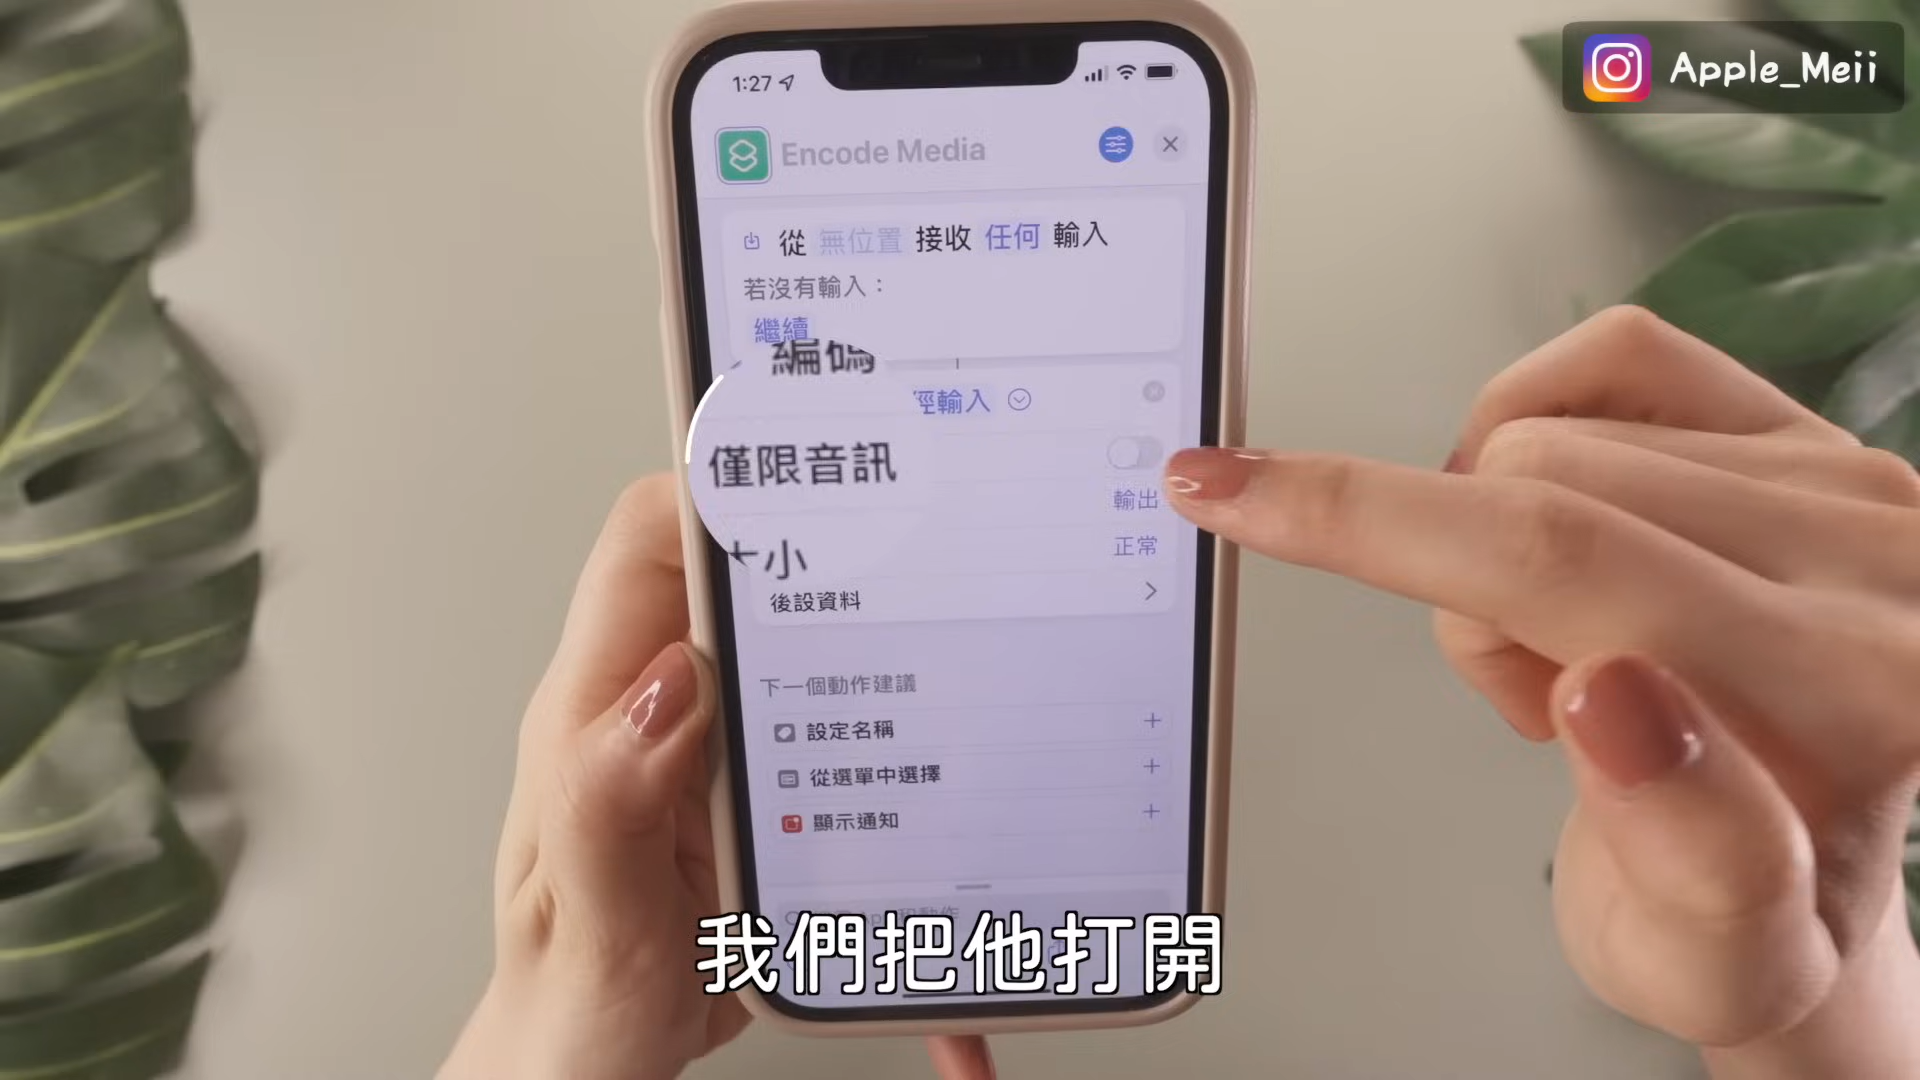 Apple_Meii
1:27
Encode Media
從 無位置 接收 任何 輸入
若沒有輸入：
繼續
編碼
輸入
僅限音訊
輸出
大小
正常
後設資料
下一個動作建議
設定名稱
從選單中選擇
顯示通知
我們把他打開